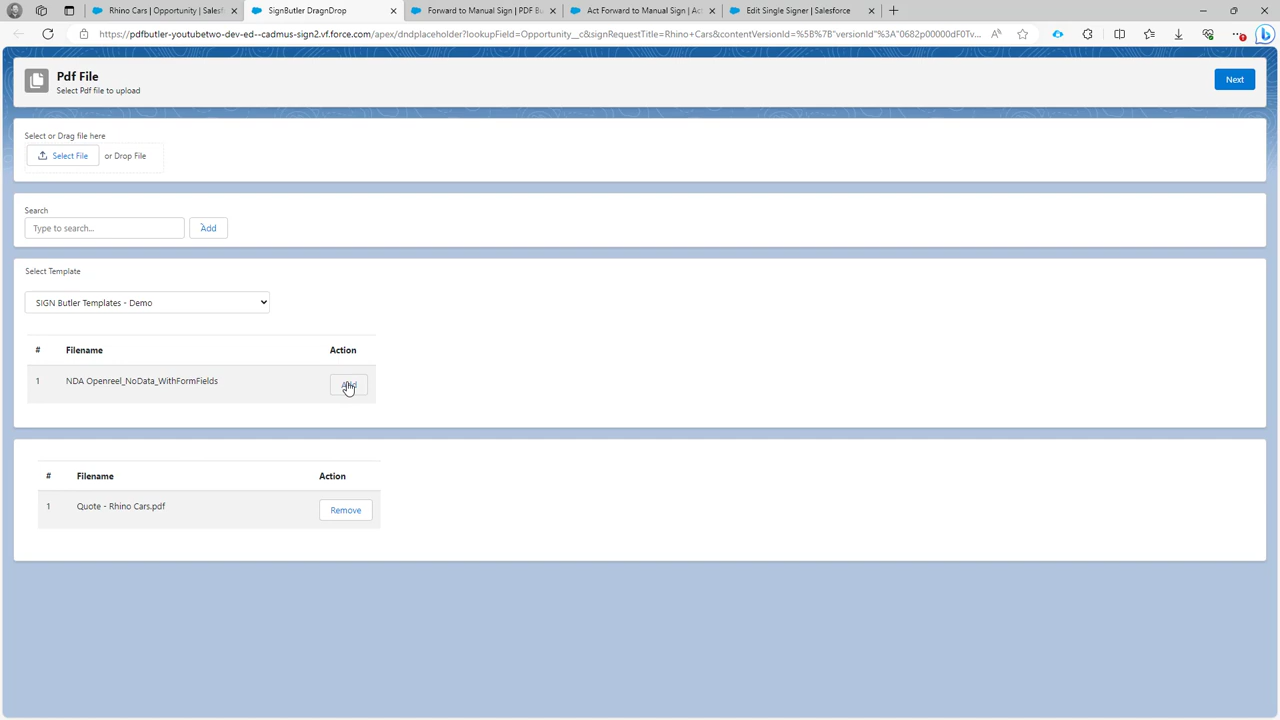 Rhino Cars | Opportunity | Salesf
SignButler DragnDrop
Forward to Manual Sign | PDF Bu
Act Forward to Manual Sign | Ac
Edit Single Signer | Salesforce
https://pdfbutler-youtubetwo-dev-ed--cadmus-sign2.vf.force.com/apex/dndplaceholder?lookupField=Opportunity__c&signRequestTitle=Rhino+Cars&contentVersionId=%5B%7B"versionId"%3A"0682p00000dF0Tv...
Pdf File
Select Pdf file to upload
Next
Select or Drag file here
Select File
or Drop File
Search
Type to search...
Add
Select Template
SIGN Butler Templates - Demo
# Filename Action
1 NDA Openreel_NoData_WithFormFields
# Filename Action
1 Quote - Rhino Cars.pdf Remove